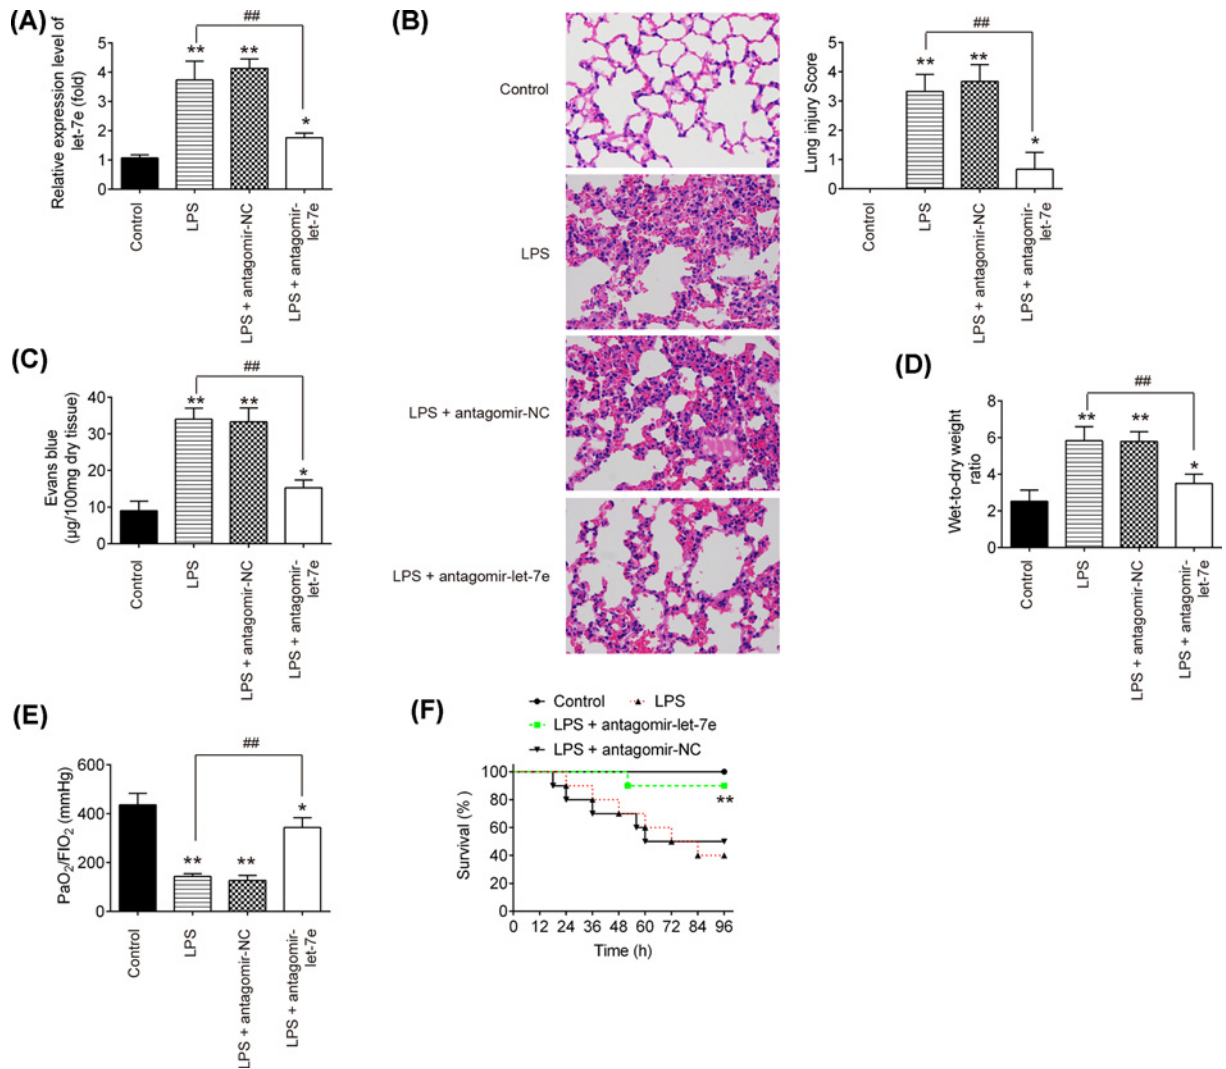 (A)
Relative expression level of
let-7e (fold)
5
4
3
2
1
0
**
**
*
##
Control
LPS
LPS + antagomir-NC
LPS + antagomir-
let-7e
(B)
Control
LPS
LPS + antagomir-NC
LPS + antagomir-let-7e
Lung injury Score
5
4
3
2
1
0
**
**
*
##
Control
LPS
LPS + antagomir-NC
LPS + antagomir-
let-7e
(C)
Evans blue
(µg/100mg dry tissue)
40
30
20
10
0
**
**
*
##
Control
LPS
LPS + antagomir-NC
LPS + antagomir-
let-7e
(D)
Wet-to-dry weight
ratio
8
6
4
2
0
**
**
*
##
Control
LPS
LPS + antagomir-NC
LPS + antagomir-
let-7e
(E)
PaO2/FIO2 (mmHg)
600
400
200
0
**
**
*
##
Control
LPS
LPS + antagomir-NC
LPS + antagomir-
let-7e
(F)
Control LPS
LPS + antagomir-let-7e
LPS + antagomir-NC
Survival (% )
100
80
60
40
20
0
**
0 12 24 36 48 60 72 84 96
Time (h)